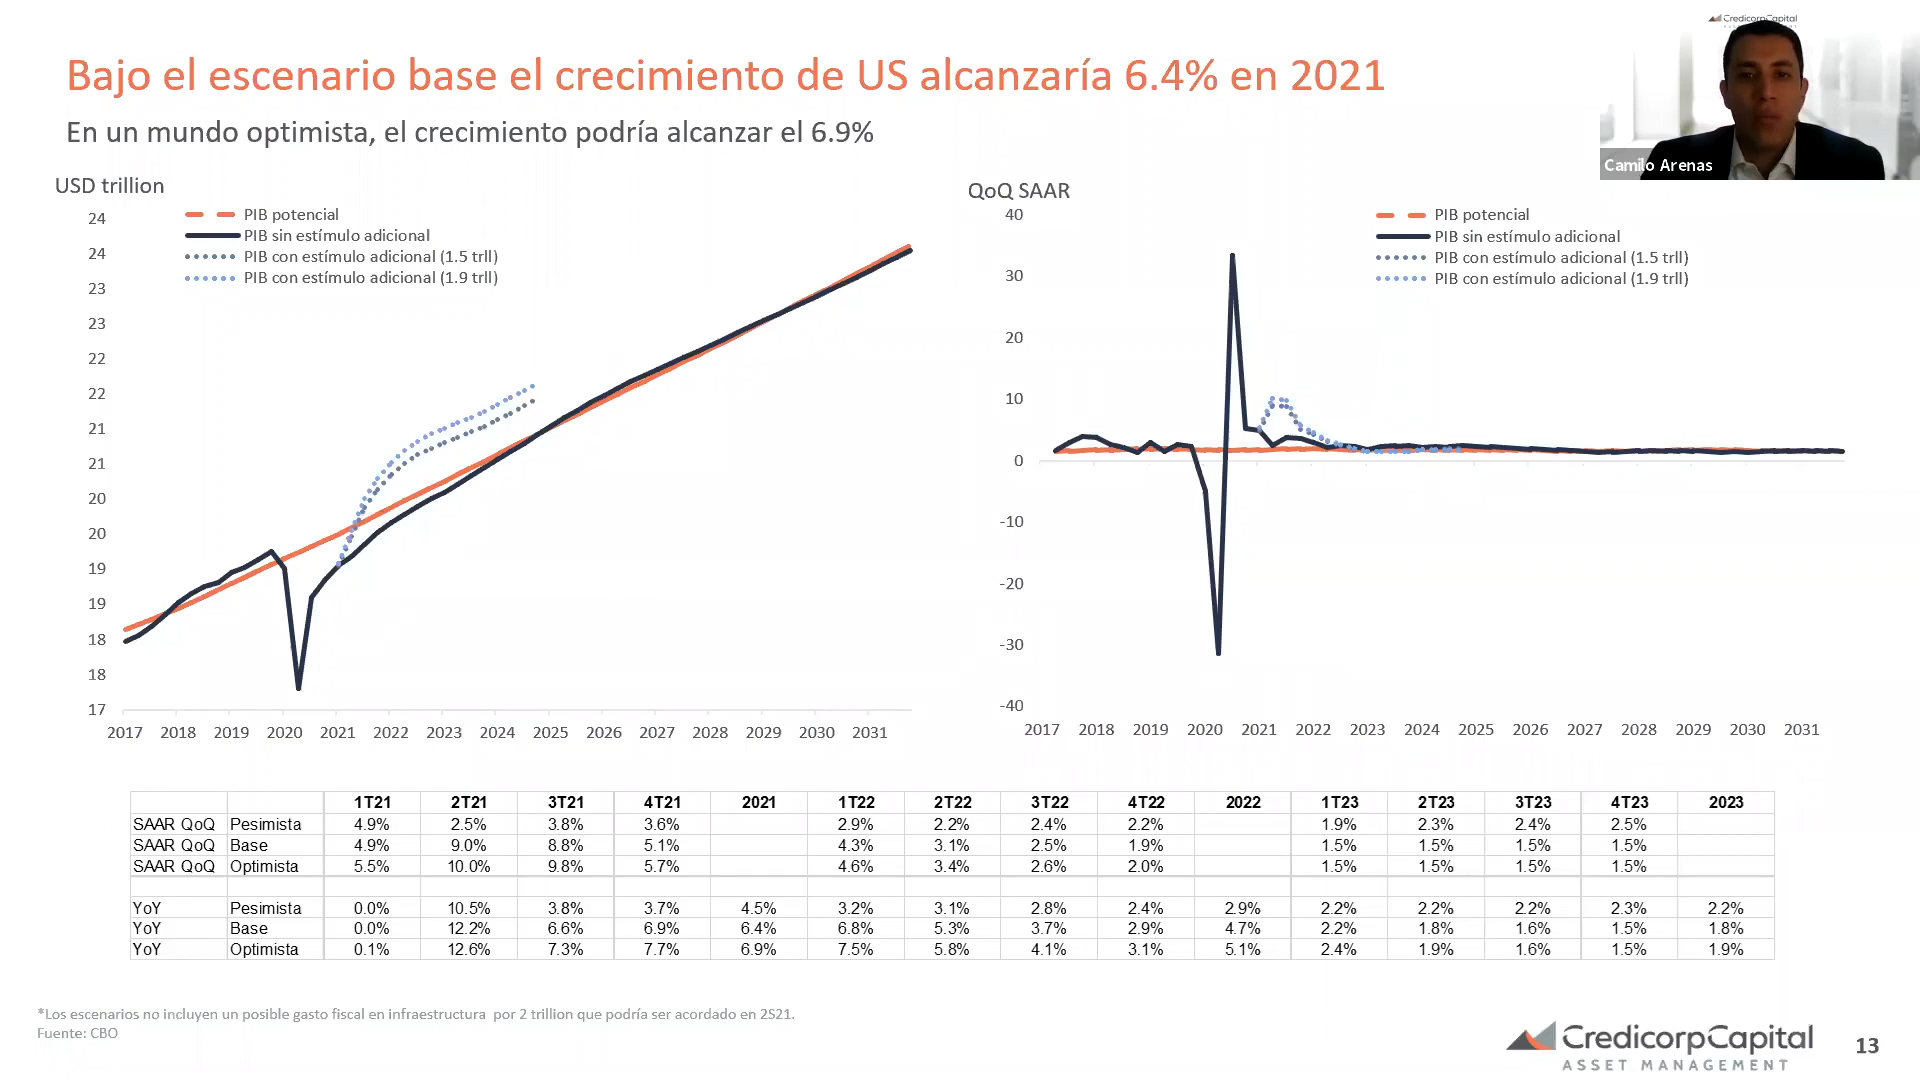 CredicorpCapital
Bajo el escenario base el crecimiento de US alcanzaría 6.4% en 2021
En un mundo optimista, el crecimiento podría alcanzar el 6.9%
Camilo Arenas
USD trillion
PIB potencial
PIB sin estímulo adicional
PIB con estímulo adicional (1.5 trll)
PIB con estímulo adicional (1.9 trll)
24
24
23
23
22
22
21
21
20
20
19
19
18
18
17
2017 2018 2019 2020 2021 2022 2023 2024 2025 2026 2027 2028 2029 2030 2031
QoQ SAAR
PIB potencial
PIB sin estímulo adicional
PIB con estímulo adicional (1.5 trll)
PIB con estímulo adicional (1.9 trll)
40
30
20
10
0
-10
-20
-30
-40
2017 2018 2019 2020 2021 2022 2023 2024 2025 2026 2027 2028 2029 2030 2031
1T21 2T21 3T21 4T21 2021 1T22 2T22 3T22 4T22 2022 1T23 2T23 3T23 4T23 2023
SAAR QoQ Pesimista 4.9% 2.5% 3.8% 3.6% 2.9% 2.2% 2.4% 2.2% 1.9% 2.3% 2.4% 2.5%
SAAR QoQ Base 4.9% 9.0% 8.8% 5.1% 4.3% 3.1% 2.5% 1.9% 1.5% 1.5% 1.5% 1.5%
SAAR QoQ Optimista 5.5% 10.0% 9.8% 5.7% 4.6% 3.4% 2.6% 2.0% 1.5% 1.5% 1.5% 1.5%
YoY Pesimista 0.0% 10.5% 3.8% 3.7% 4.5% 3.2% 3.1% 2.8% 2.4% 2.9% 2.2% 2.2% 2.2% 2.3% 2.2%
YoY Base 0.0% 12.2% 6.6% 6.9% 6.4% 6.8% 5.3% 3.7% 2.9% 4.7% 2.2% 1.8% 1.6% 1.5% 1.8%
YoY Optimista 0.1% 12.6% 7.3% 7.7% 6.9% 7.5% 5.8% 4.1% 3.1% 5.1% 2.4% 1.9% 1.6% 1.5% 1.9%
*Los escenarios no incluyen un posible gasto fiscal en infraestructura por 2 trillion que podría ser acordado en 2S21.
Fuente: CBO
CredicorpCapital
ASSET MANAGEMENT
13